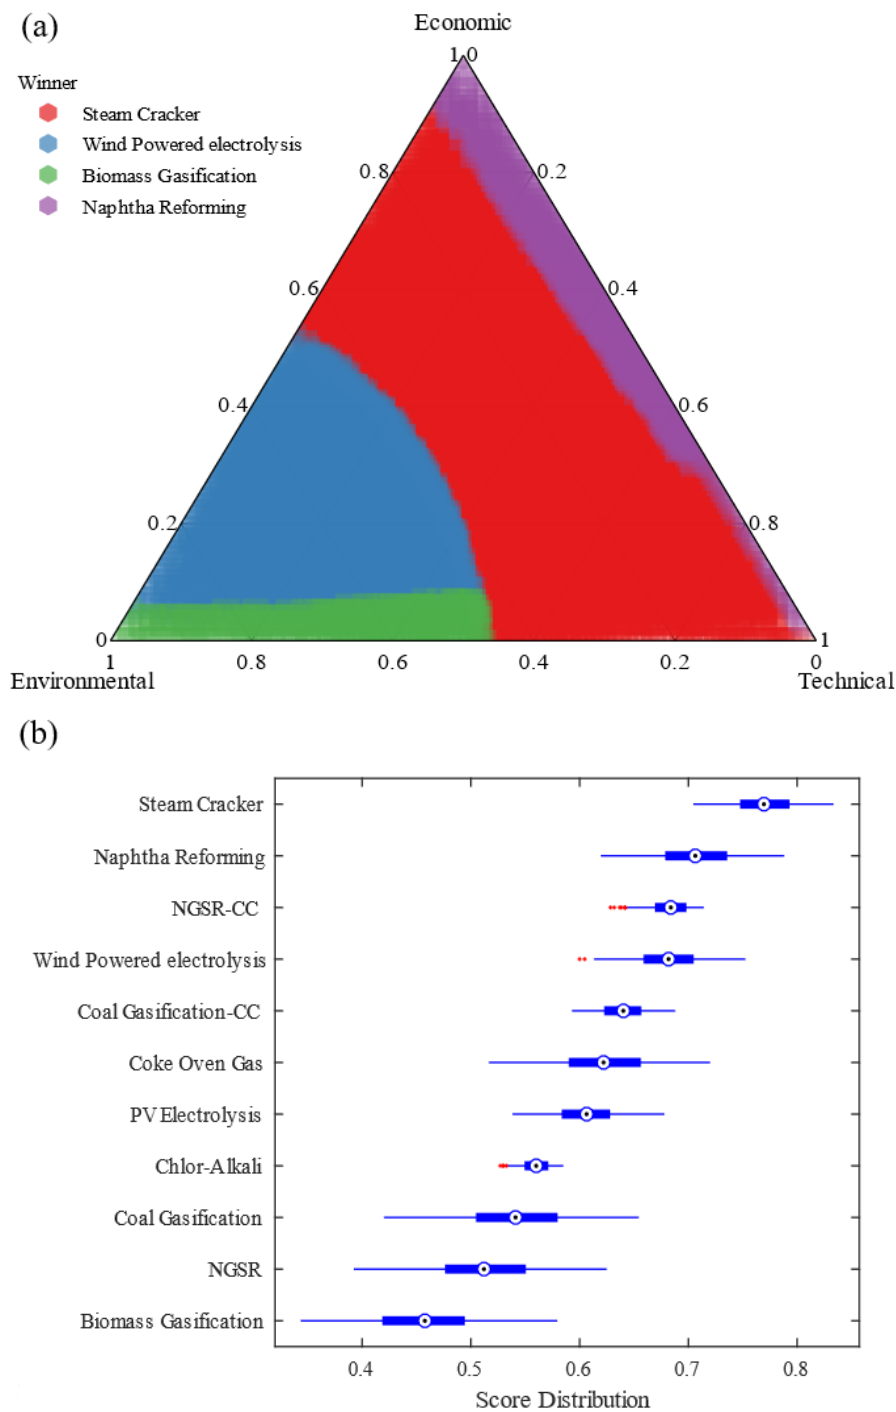 (a)
Economic
1.0
Winner
Steam Cracker
Wind Powered electrolysis
Biomass Gasification
Naphtha Reforming
0.8
0.2
0.6
0.4
0.4
0.6
0.2
0.8
0
1
1
0.8
0.6
0.4
0.2
0
Environmental
Technical
(b)
Steam Cracker
Naphtha Reforming
NGSR-CC
Wind Powered electrolysis
Coal Gasification-CC
Coke Oven Gas
PV Electrolysis
Chlor-Alkali
Coal Gasification
NGSR
Biomass Gasification
0.4
0.5
0.6
0.7
0.8
Score Distribution